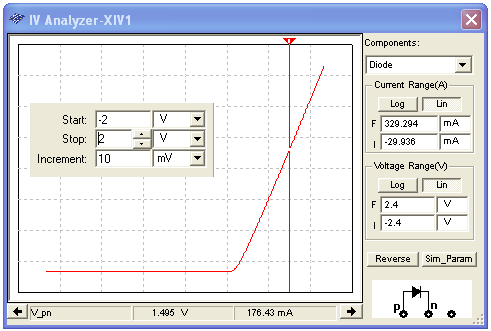 IV Analyzer-XIV1
1
Components:
Diode
Current Range(A)
Log Lin
F 329.294 mA
I -29.936 mA
Voltage Range(V)
Log Lin
F 2.4 V
I -2.4 V
Reverse Sim_Param
Start: -2 V
Stop: 2 V
Increment: 10 mV
p n
V_pn 1.495 V 176.43 mA